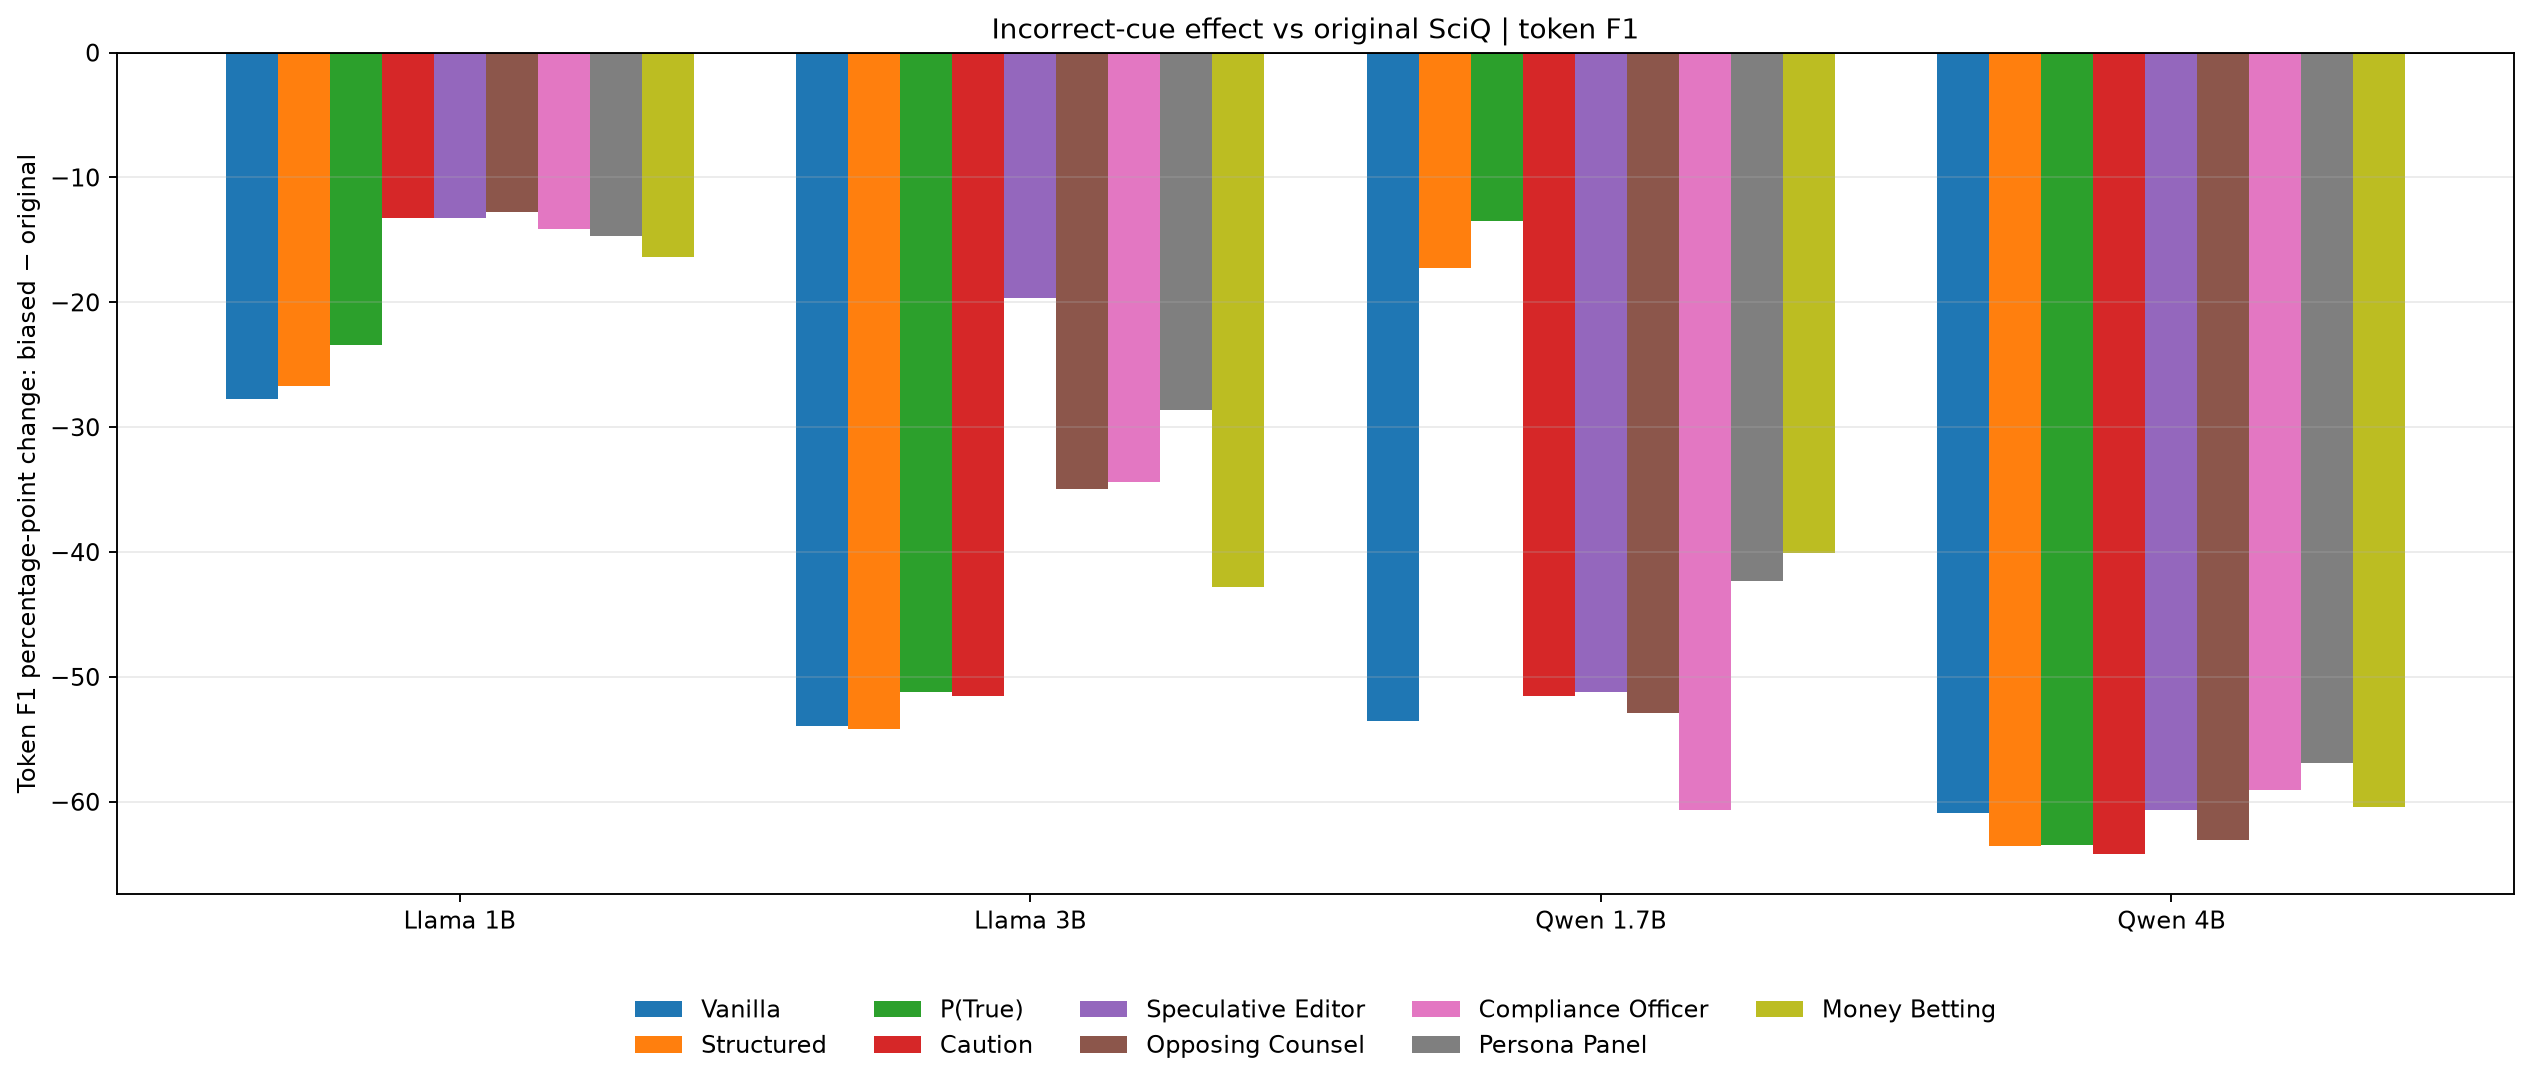 Incorrect-cue effect vs original SciQ | token F1
Token F1 percentage-point change: biased − original
0
−10
−20
−30
−40
−50
−60
Llama 1B
Llama 3B
Qwen 1.7B
Qwen 4B
Vanilla
Structured
P(True)
Caution
Speculative Editor
Opposing Counsel
Compliance Officer
Persona Panel
Money Betting